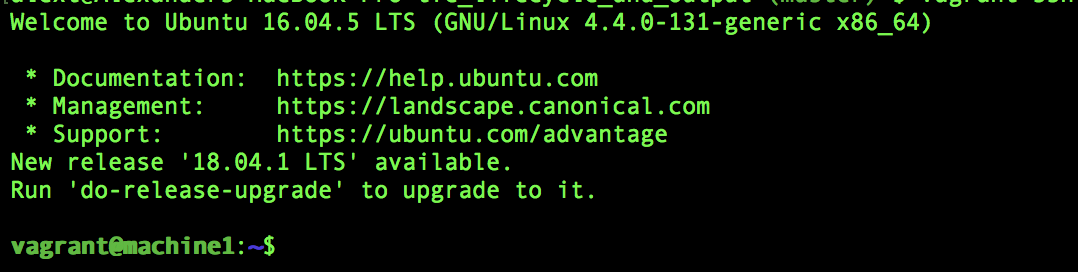 Welcome to Ubuntu 16.04.5 LTS (GNU/Linux 4.4.0-131-generic x86_64)
* Documentation:  https://help.ubuntu.com
* Management:     https://landscape.canonical.com
* Support:        https://ubuntu.com/advantage
New release '18.04.1 LTS' available.
Run 'do-release-upgrade' to upgrade to it.
vagrant@machine1:~$